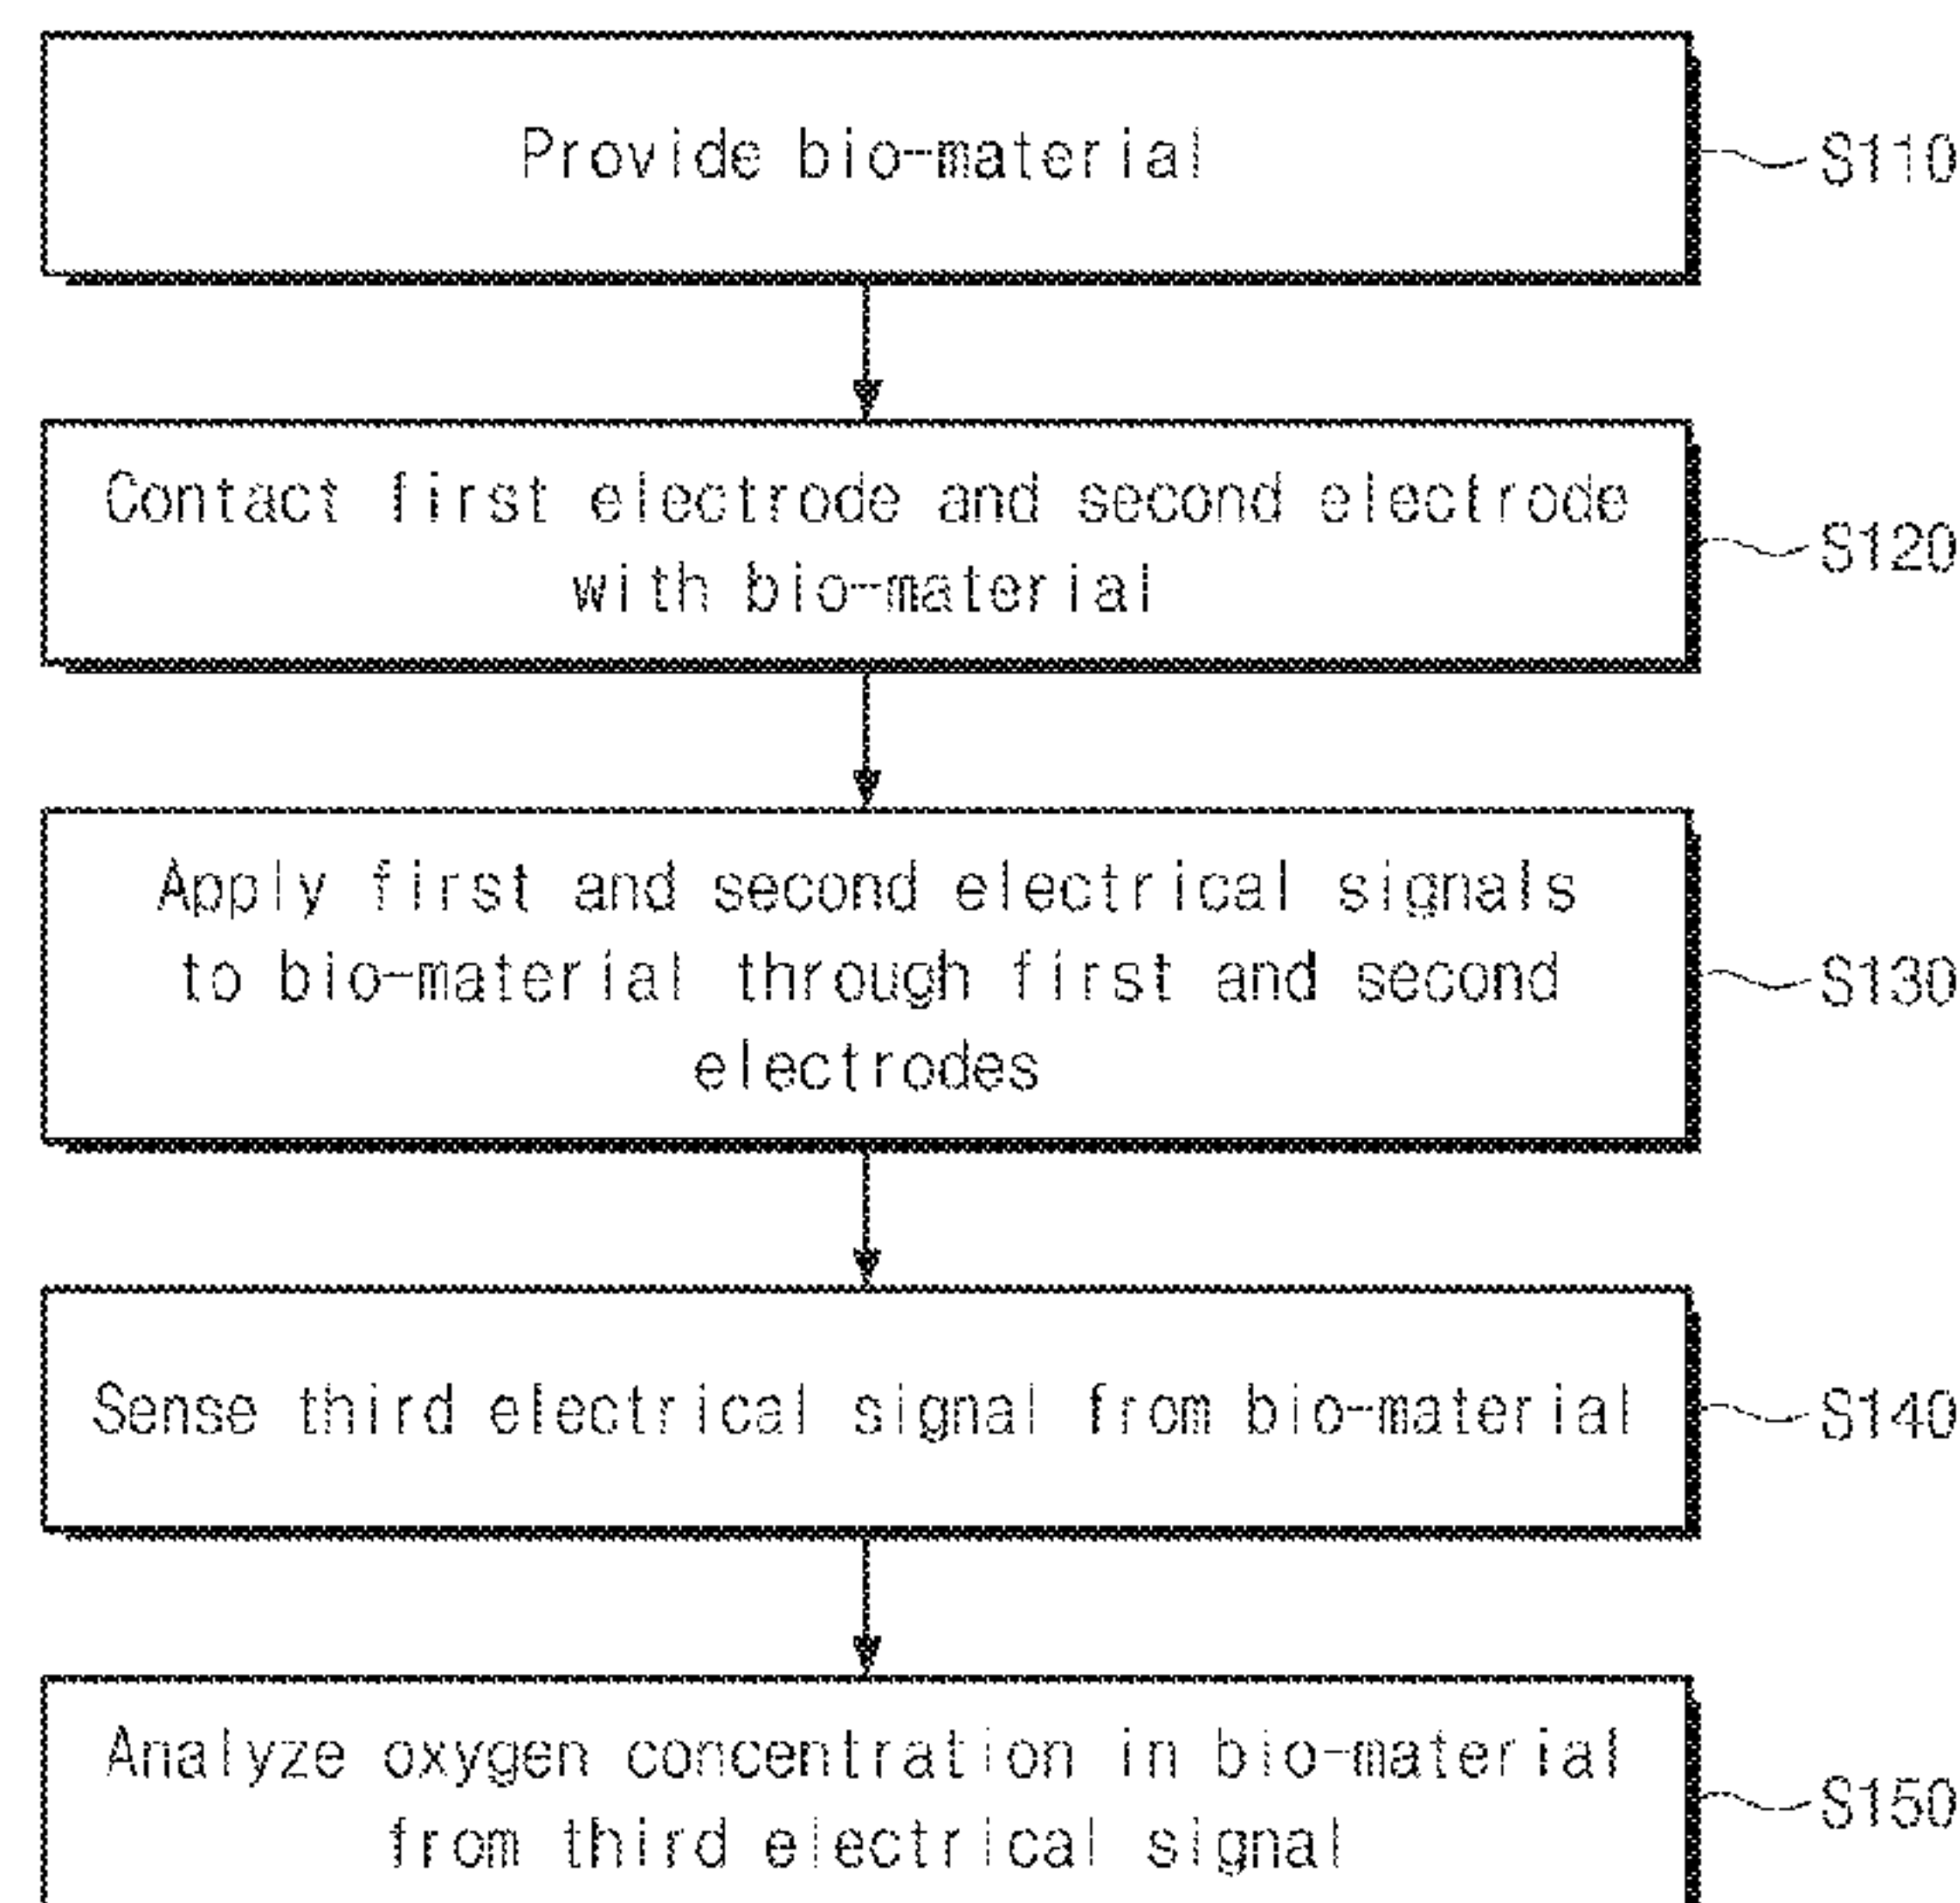 Provide bio-material
S110
Contact first electrode and second electrode
with bio-material
S120
Apply first and second electrical signals
to bio-material through first and second
electrodes
S130
Sense third electrical signal from bio-material
S140
Analyze oxygen concentration in bio-material
from third electrical signal
S150